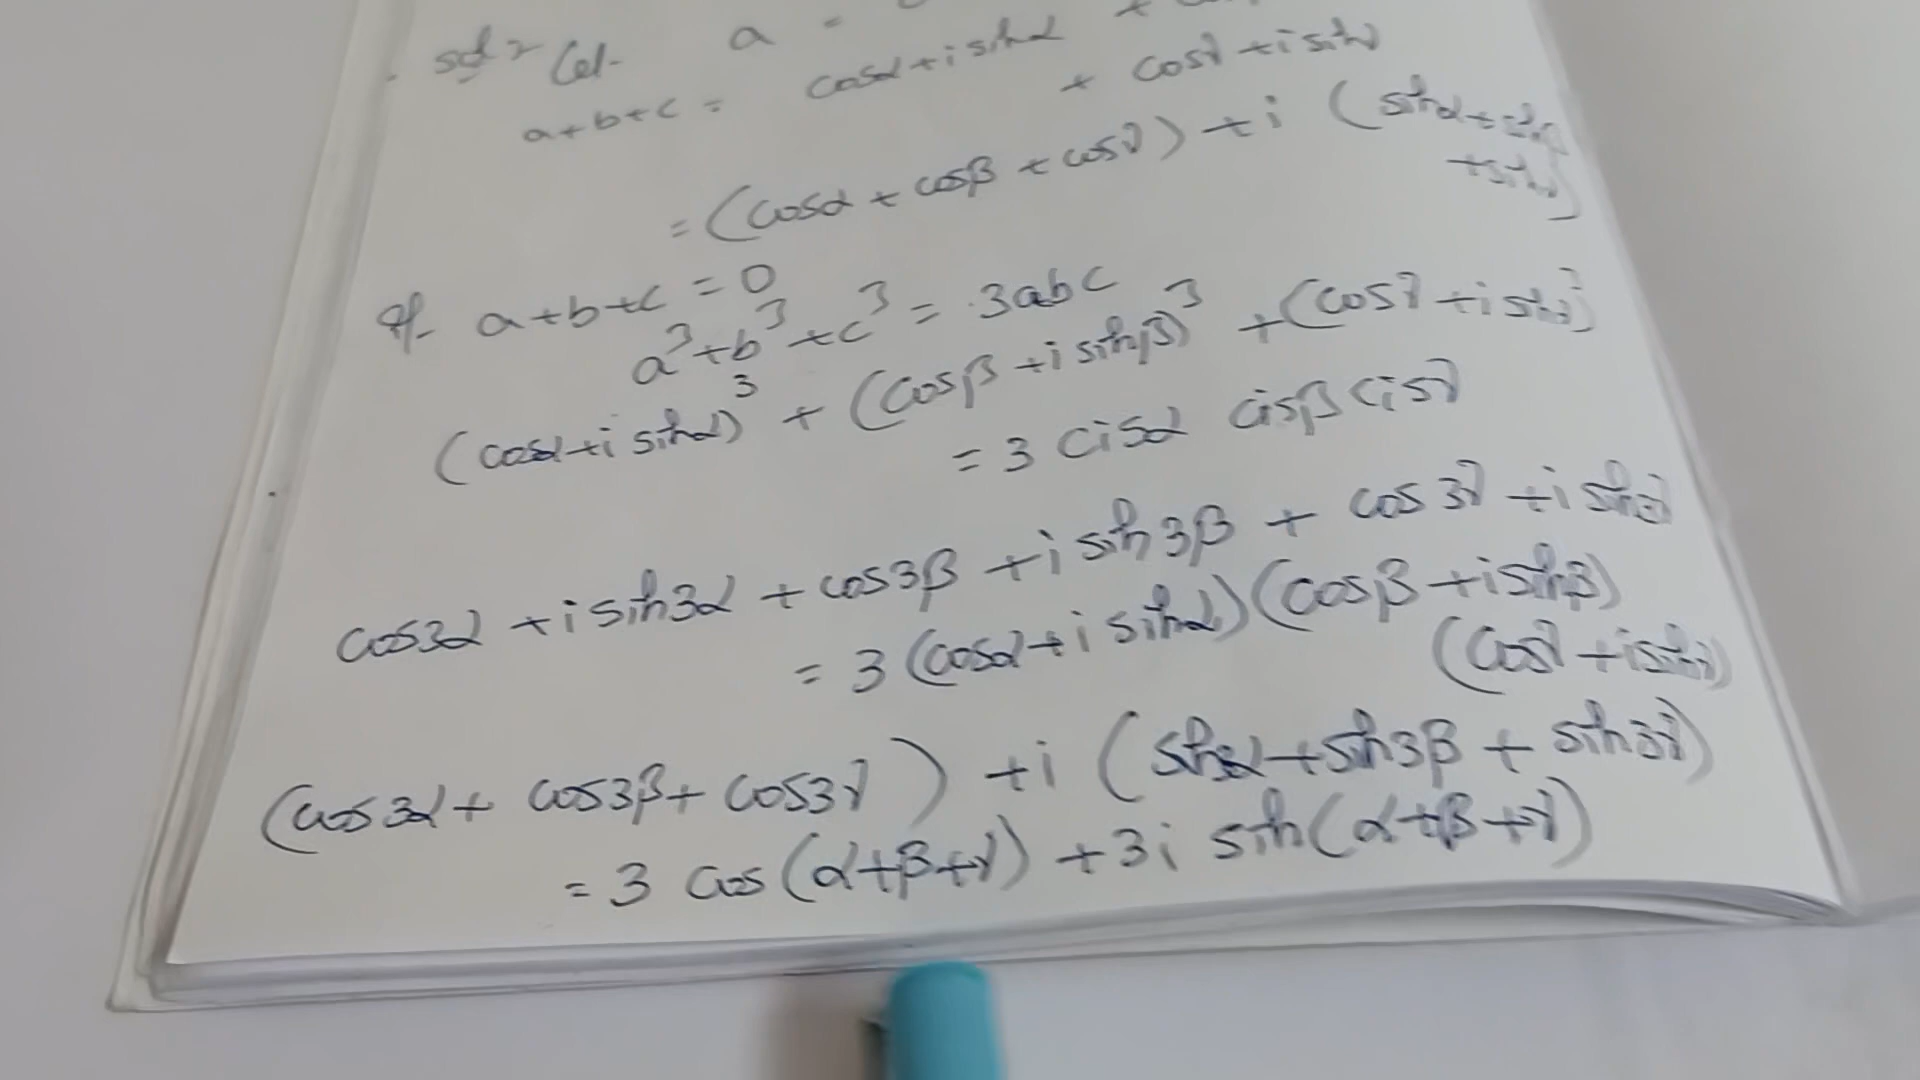 sol> Let a =
a+b+c = cosα+i sinα +
+ cosγ+i sinγ
= (cosα + cosβ + cosγ) +i (sinα+sinβ
+sinγ)
If a+b+c = 0
a³+b³+c³ = 3abc
(cosα+i sinα)³ + (cosβ+i sinβ)³ +(cosγ+i sinγ)³
= 3 cisα cisβ cisγ
cos3α +i sin3α + cos3β +i sin3β + cos3γ +i sin3γ
= 3 (cosα+i sinα)(cosβ+isinβ)
(cosγ+isinγ)
(cos3α+ cos3β+ cos3γ) +i (sin3α+sin3β + sin3γ)
= 3 cos(α+β+γ) +3i sin(α+β+γ)